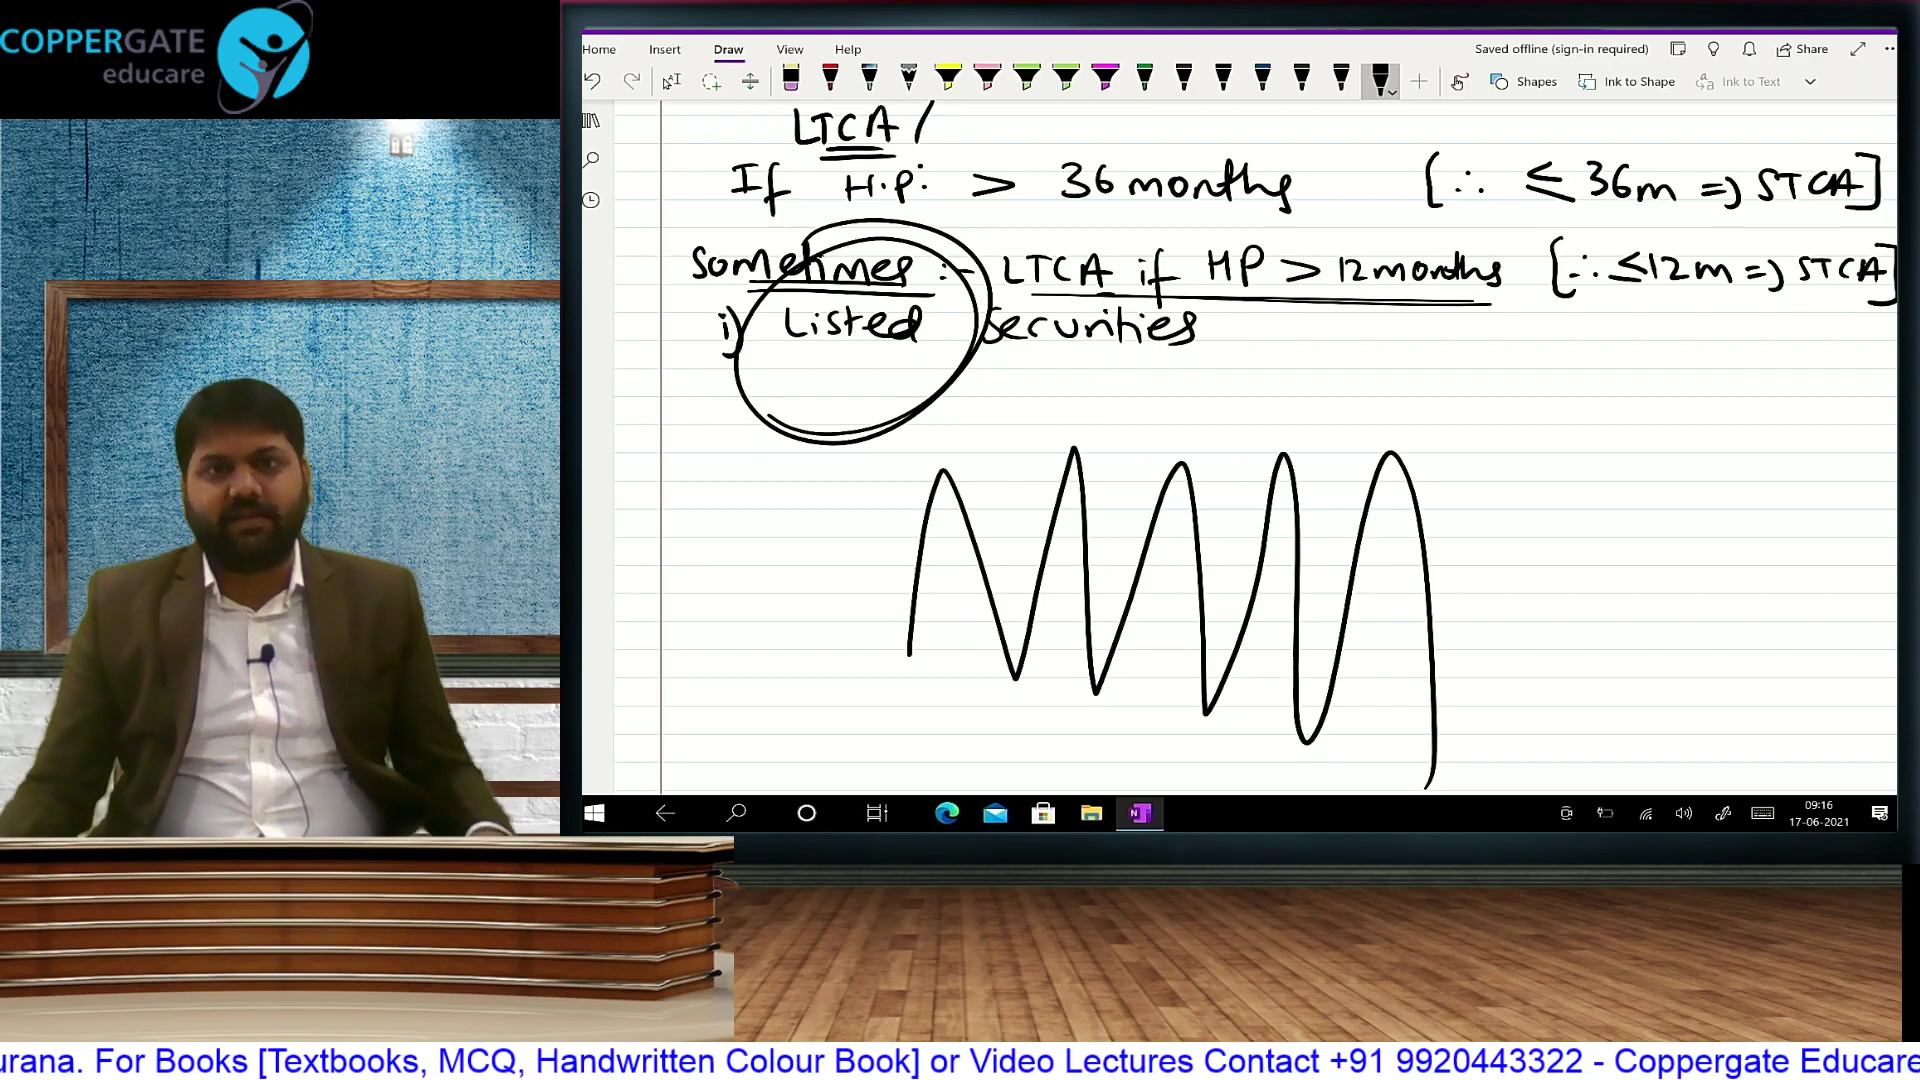 COPPERGATE
educare
Home Insert Draw View Help Saved offline (sign-in required) Share
Shapes Ink to Shape Ink to Text
LTCA /
If H.P. > 36 months [∴ ≤ 36m => STCA]
Sometimes :- LTCA if HP > 12 months [∴ ≤ 12m => STCA]
i) Listed Securities
09:16
17-06-2021
urana. For Books [Textbooks, MCQ, Handwritten Colour Book] or Video Lectures Contact +91 9920443322 - Coppergate Educare